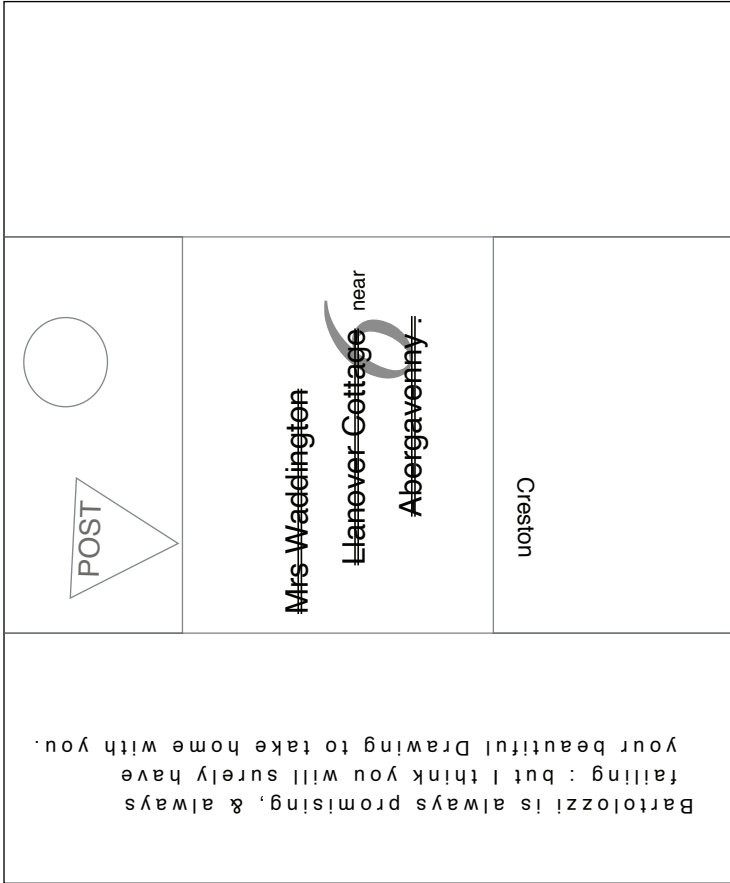 POST
Mrs Waddington
Llanover Cottage near
Abergavenny .
6
Creston
Bartolozzi is always promising, & always
failing : but I think you will surely have
your beautiful Drawing to take home with you.